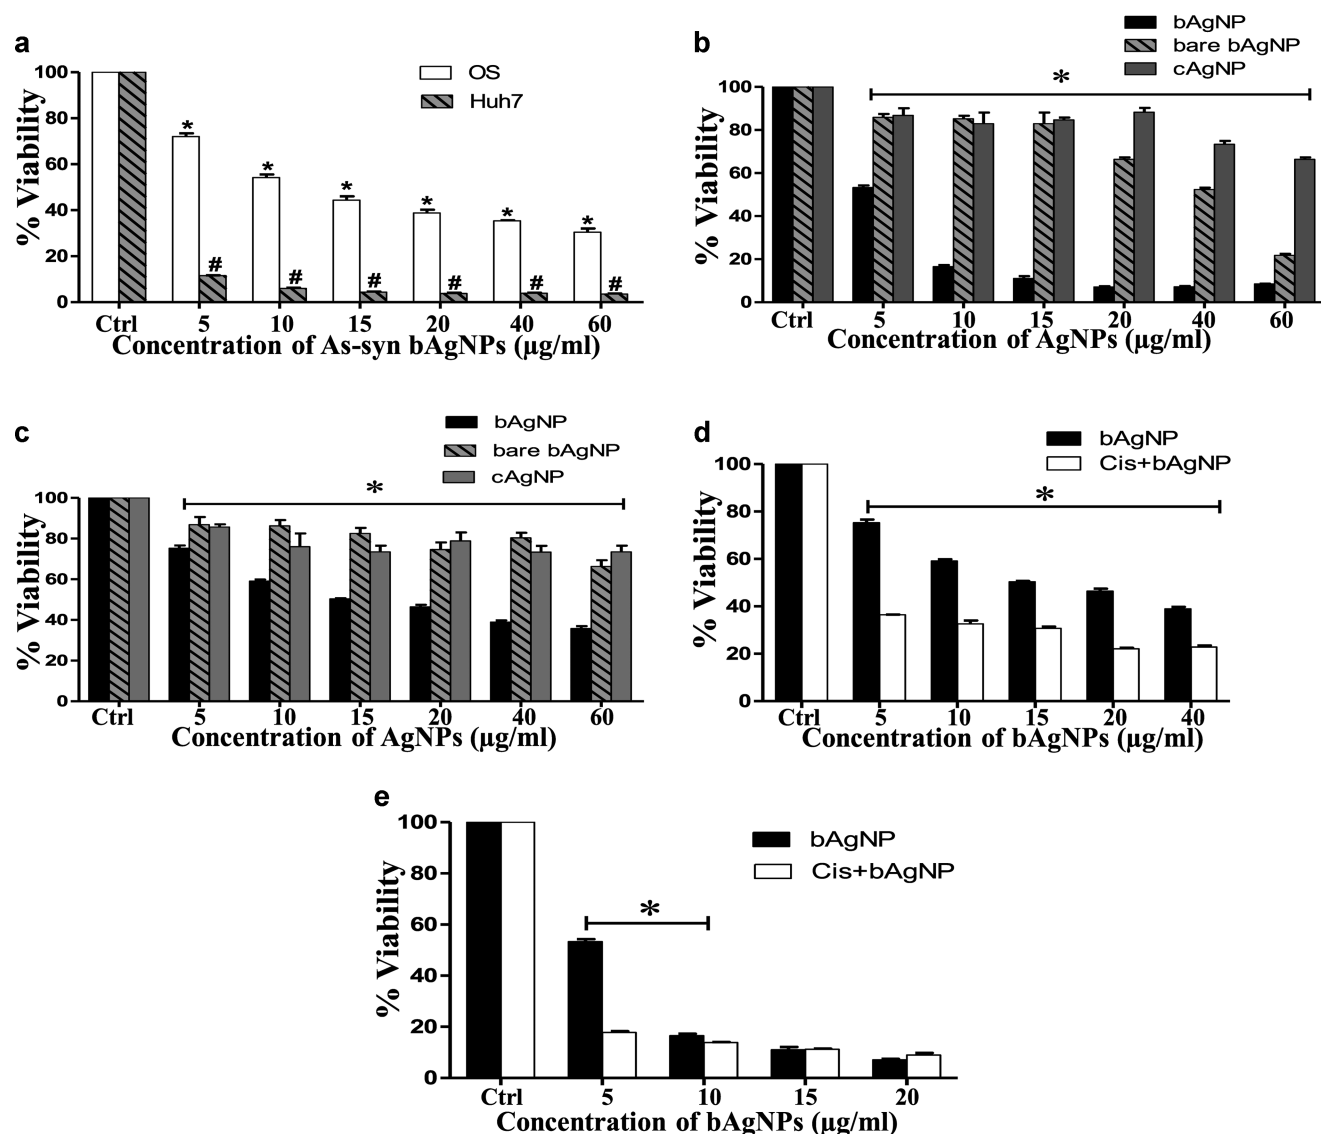 a
OS
Huh7
% Viability
100
80
60
40
20
0
* * * * * *
# # # # # #
Ctrl 5 10 15 20 40 60
Concentration of As-syn bAgNPs (µg/ml)
b
bAgNP
bare bAgNP
cAgNP
*
% Viability
100
80
60
40
20
0
Ctrl 5 10 15 20 40 60
Concentration of AgNPs (µg/ml)
c
bAgNP
bare bAgNP
cAgNP
*
% Viability
100
80
60
40
20
0
Ctrl 5 10 15 20 40 60
Concentration of AgNPs (µg/ml)
d
bAgNP
Cis+bAgNP
*
% Viability
100
80
60
40
20
0
Ctrl 5 10 15 20 40
Concentration of bAgNPs (µg/ml)
e
bAgNP
Cis+bAgNP
*
% Viability
100
80
60
40
20
0
Ctrl 5 10 15 20
Concentration of bAgNPs (µg/ml)